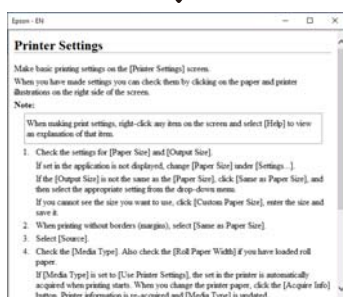 Epson - EN
Printer Settings
Make basic printing settings on the [Printer Settings] screen.
When you have made settings you can check them by clicking on the paper and printer
illustrations on the right side of the screen.
Note:
When making print settings, right-click any item on the screen and select [Help] to view
an explanation of that item.
1. Check the settings for [Paper Size] and [Output Size].
If set in the application is not displayed, change [Paper Size] under [Settings...].
If the [Output Size] is not the same as the [Paper Size], click [Same as Paper Size], and
then select the appropriate setting from the drop-down menu.
If you cannot see the size you want to use, click [Custom Paper Size], enter the size and
save it.
2. When printing without borders (margins), select [Same as Paper Size].
3. Select [Source].
4. Check the [Media Type]. Also check the [Roll Paper Width] if you have loaded roll
paper.
If [Media Type] is set to [Use Printer Settings], the set in the printer is automatically
acquired when printing starts. When you change the printer paper, click the [Acquire Info]
button. Printer information is re-acquired and [Media Type] is updated.